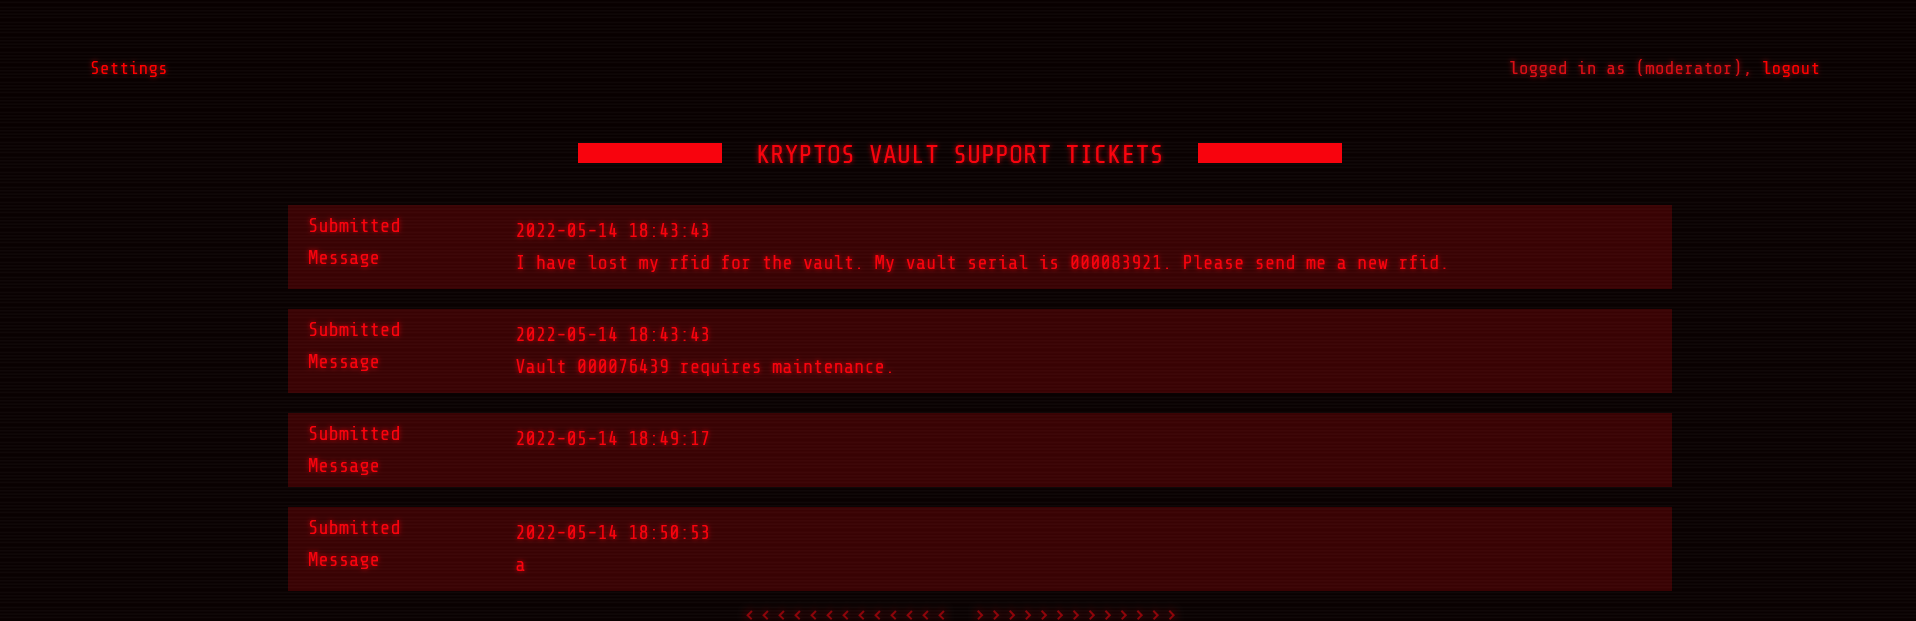 Settings
logged in as (moderator), logout
KRYPTOS VAULT SUPPORT TICKETS
Submitted 2022-05-14 18:43:43
Message I have lost my rfid for the vault. My vault serial is 000083921. Please send me a new rfid.
Submitted 2022-05-14 18:43:43
Message Vault 000076439 requires maintenance.
Submitted 2022-05-14 18:49:17
Message
Submitted 2022-05-14 18:50:53
Message a
<<<<<<<<<<<<< >>>>>>>>>>>>>